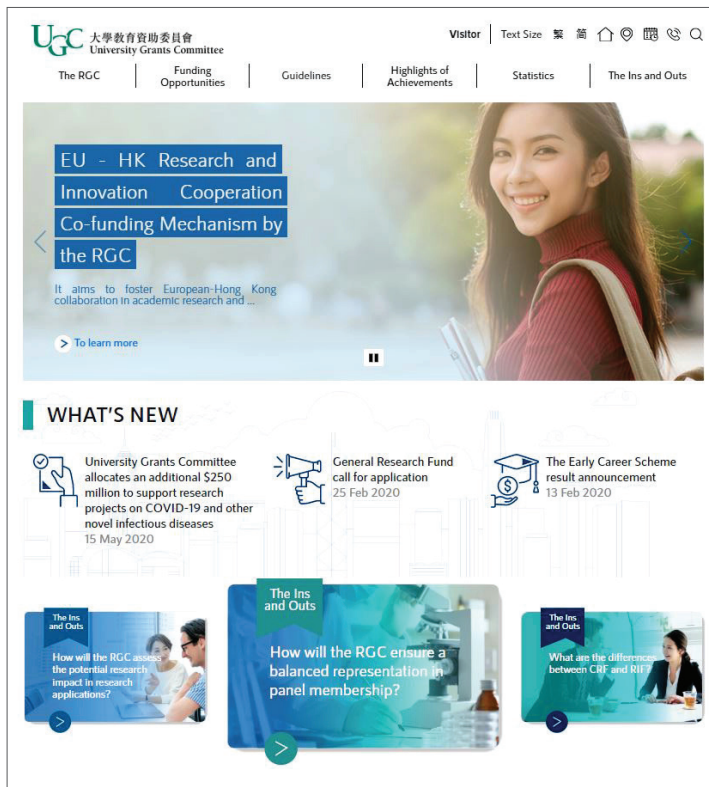 UGC 大學教育資助委員會
University Grants Committee
Visitor Text Size 繁 簡
The RGC
Funding
Opportunities
Guidelines
Highlights of
Achievements
Statistics
The Ins and Outs
EU - HK Research and
Innovation Cooperation
Co-funding Mechanism by
the RGC
It aims to foster European-Hong Kong
collaboration in academic research and ...
To learn more
WHAT'S NEW
University Grants Committee
allocates an additional $250
million to support research
projects on COVID-19 and other
novel infectious diseases
15 May 2020
General Research Fund
call for application
25 Feb 2020
The Early Career Scheme
result announcement
13 Feb 2020
The Ins
and Outs
How will the RGC assess
the potential research
impact in research
applications?
The Ins
and Outs
How will the RGC ensure a
balanced representation in
panel membership?
The Ins
and Outs
What are the differences
between CRF and RIF?